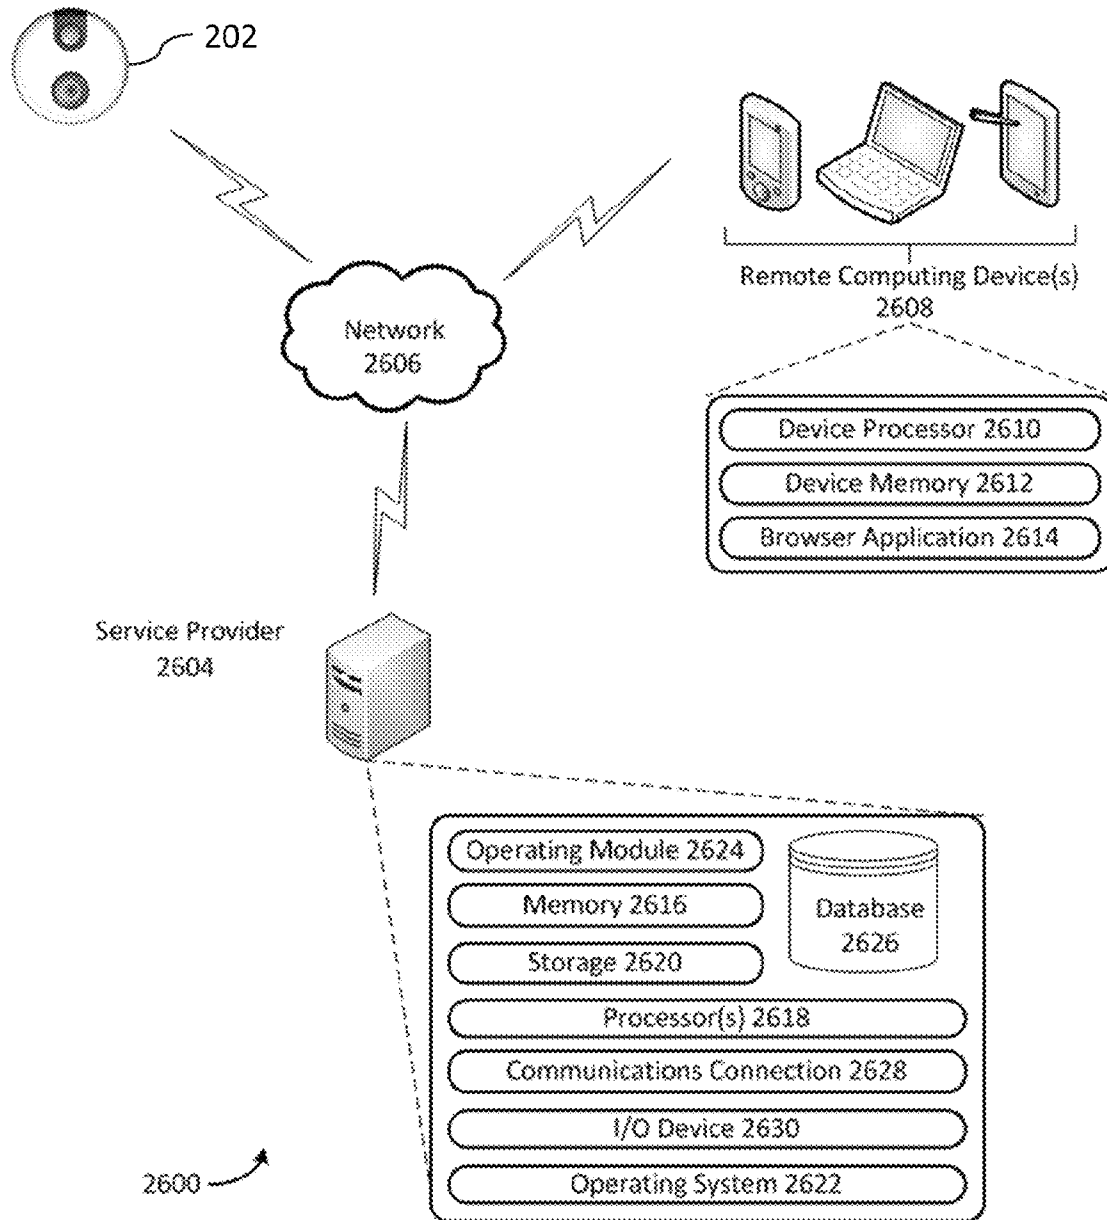 202
Remote Computing Device(s)
2608
Network
2606
Device Processor 2610
Device Memory 2612
Browser Application 2614
Service Provider
2604
Operating Module 2624
Memory 2616
Storage 2620
Database
2626
Processor(s) 2618
Communications Connection 2628
I/O Device 2630
Operating System 2622
2600